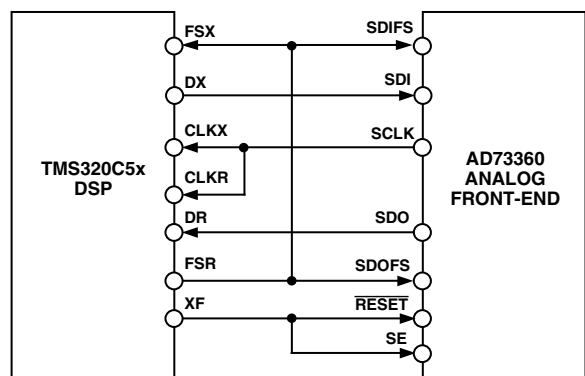 FSX
DX
CLKX
CLKR
DR
FSR
XF
TMS320C5x
DSP
SDIFS
SDI
SCLK
SDO
SDOFS
RESET
SE
AD73360
ANALOG
FRONT-END